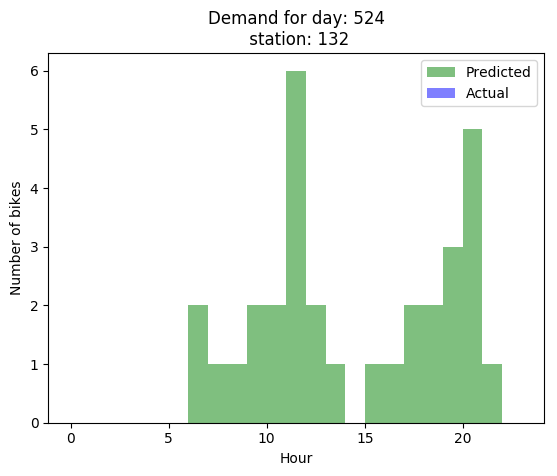 Demand for day: 524
station: 132
Predicted
Actual
Number of bikes
6
5
4
3
2
1
0
0
5
10
15
20
Hour